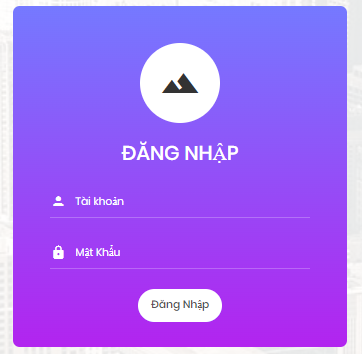 ĐĂNG NHẬP
Tài khoản
Mật Khẩu
Đăng Nhập